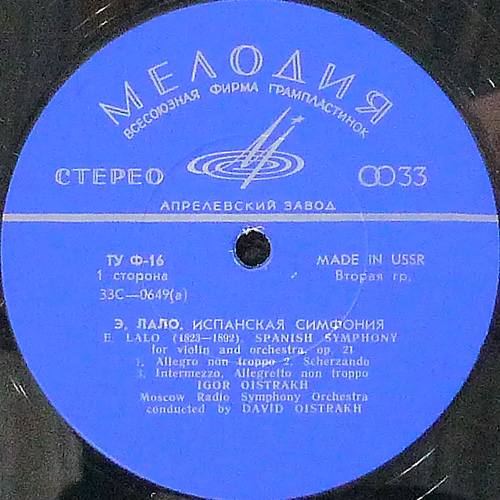 МЕЛОДИЯ
ВСЕСОЮЗНАЯ ФИРМА ГРАМПЛАСТИНОК
СТЕРЕО 33
АПРЕЛЕВСКИЙ ЗАВОД
ТУ Ф-16 MADE IN USSR
1 сторона Вторая гр.
33С—0649(а)
Э. ЛАЛО. ИСПАНСКАЯ СИМФОНИЯ
E. LALO (1823—1892). SPANISH SYMPHONY
for violin and orchestra, op. 21
1. Allegro non troppo 2. Scherzando
3. Intermezzo, Allegretto non troppo
IGOR OISTRAKH
Moscow Radio Symphony Orchestra
conducted by DAVID OISTRAKH